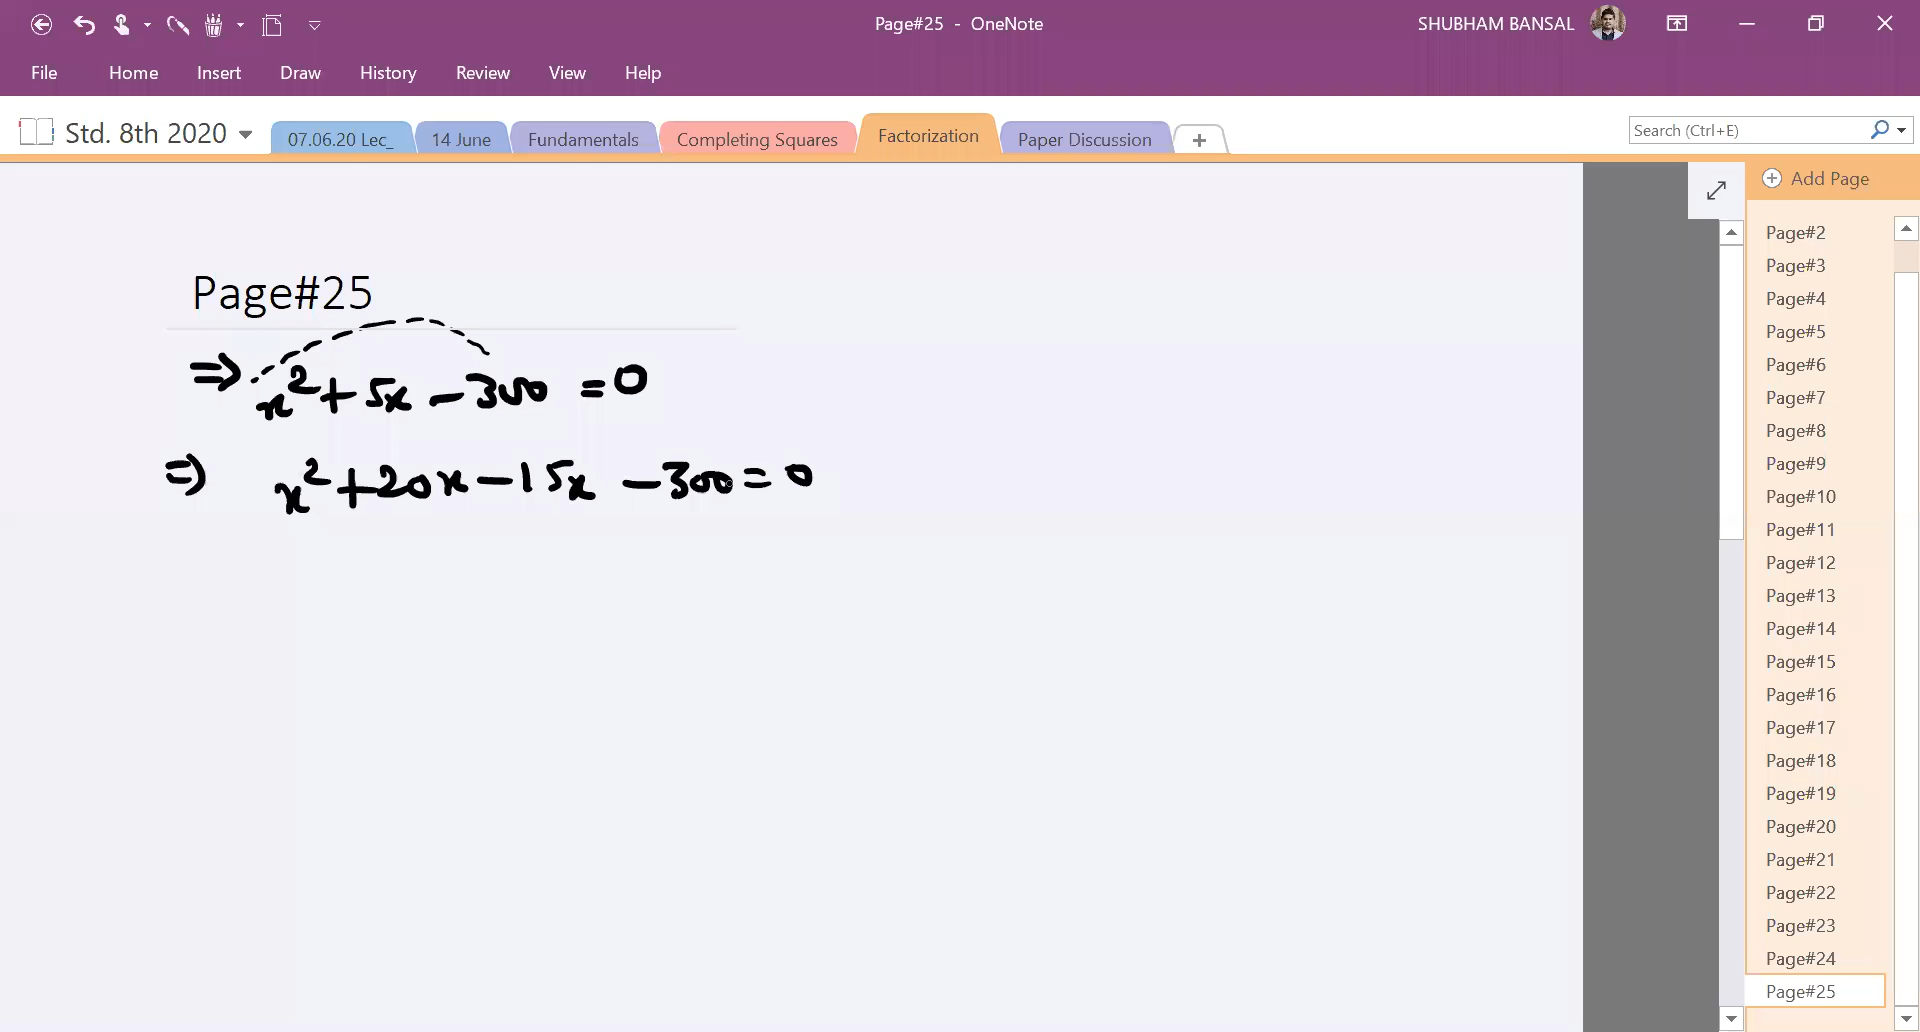 Page#25 - OneNote
SHUBHAM BANSAL
File Home Insert Draw History Review View Help
Std. 8th 2020
07.06.20 Lec_
14 June
Fundamentals
Completing Squares
Factorization
Paper Discussion
+
Search (Ctrl+E)
Page#25
⇒ x² + 5x - 300 = 0
⇒ x² + 20x - 15x - 300 = 0
Add Page
Page#2
Page#3
Page#4
Page#5
Page#6
Page#7
Page#8
Page#9
Page#10
Page#11
Page#12
Page#13
Page#14
Page#15
Page#16
Page#17
Page#18
Page#19
Page#20
Page#21
Page#22
Page#23
Page#24
Page#25